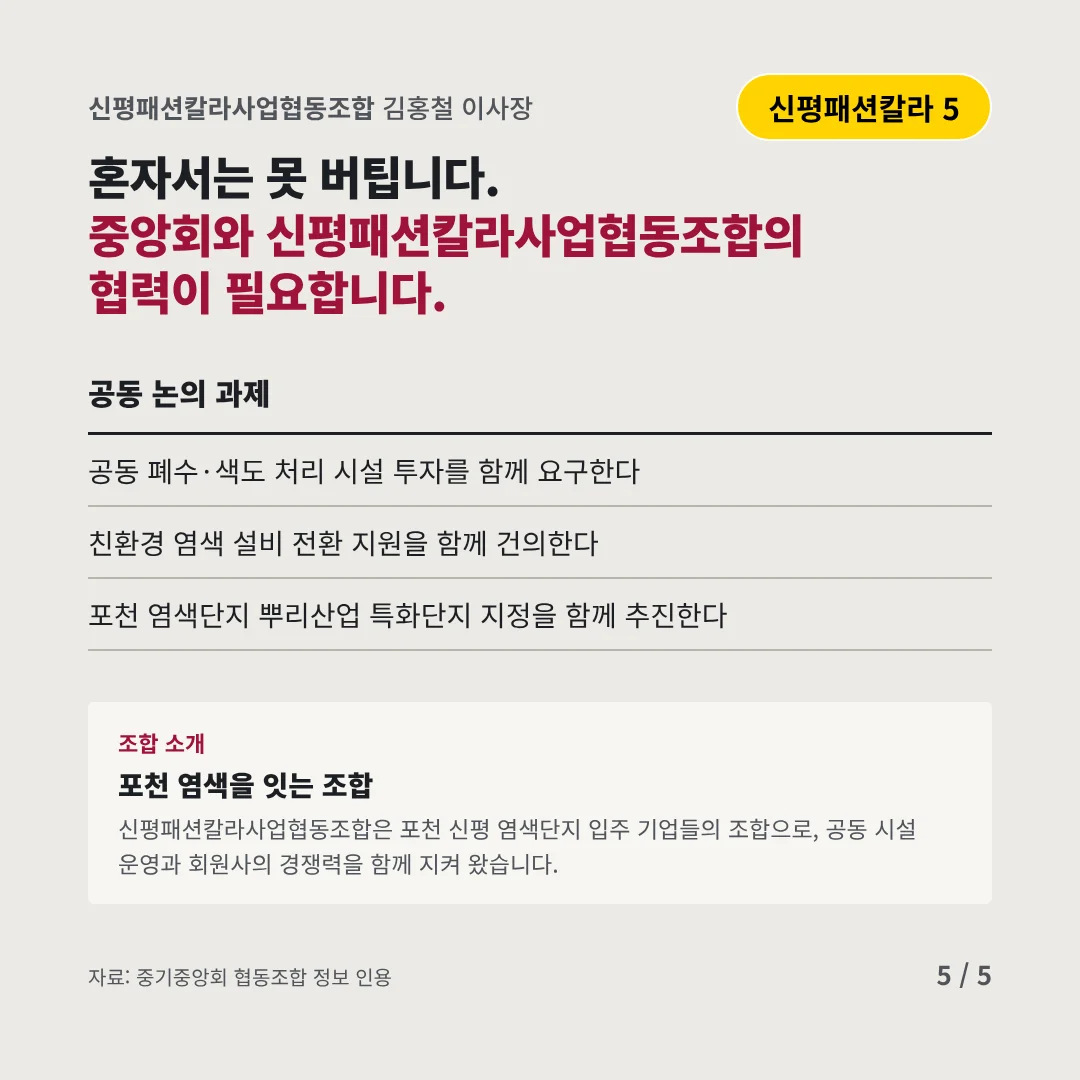 신평패션칼라사업협동조합 김홍철 이사장
신평패션칼라 5
혼자서는 못 버팁니다.
중앙회와 신평패션칼라사업협동조합의
협력이 필요합니다.
공동 논의 과제
공동 폐수·색도 처리 시설 투자를 함께 요구한다
친환경 염색 설비 전환 지원을 함께 건의한다
포천 염색단지 뿌리산업 특화단지 지정을 함께 추진한다
조합 소개
포천 염색을 잇는 조합
신평패션칼라사업협동조합은 포천 신평 염색단지 입주 기업들의 조합으로, 공동 시설
운영과 회원사의 경쟁력을 함께 지켜 왔습니다.
자료: 중기중앙회 협동조합 정보 인용
5 / 5